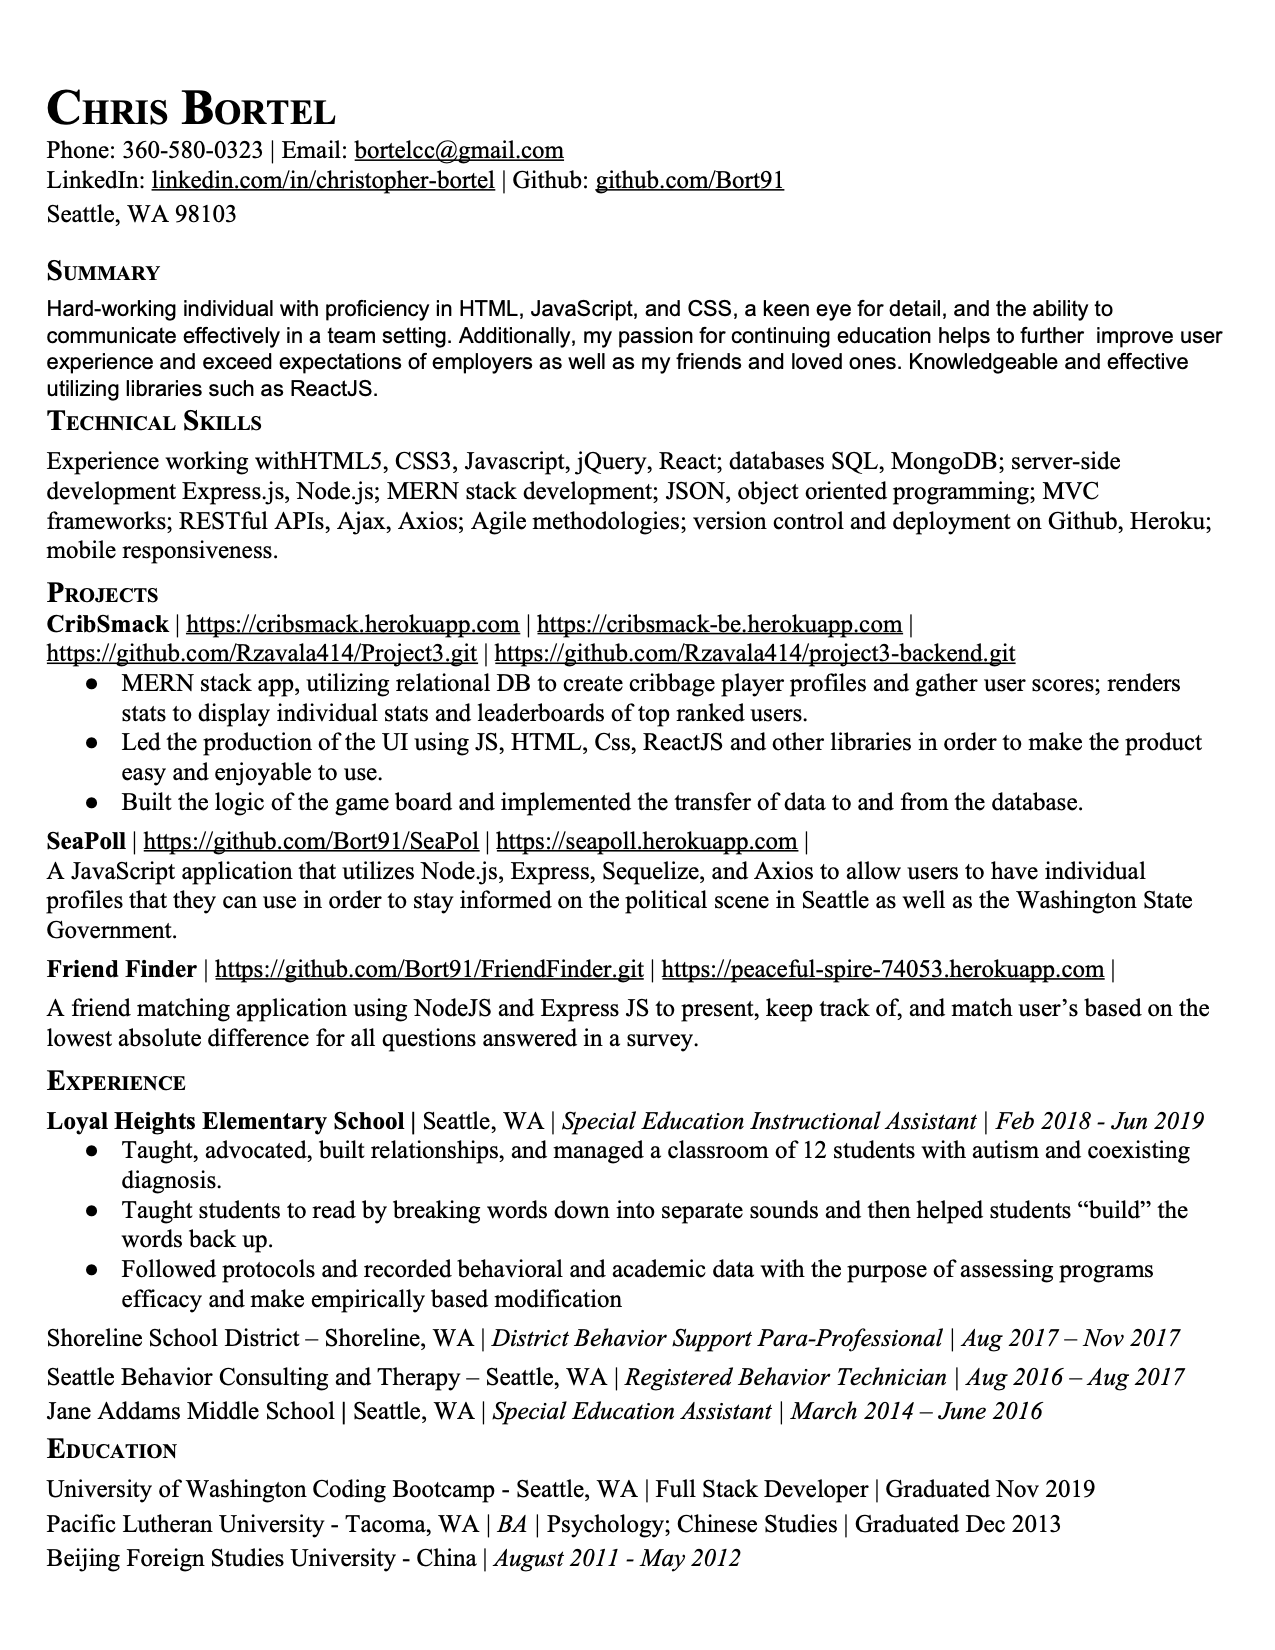 Chris Bortel
Phone: 360-580-0323 | Email: bortelcc@gmail.com
LinkedIn: linkedin.com/in/christopher-bortel | Github: github.com/Bort91
Seattle, WA 98103
Summary
Hard-working individual with proficiency in HTML, JavaScript, and CSS, a keen eye for detail, and the ability to
communicate effectively in a team setting. Additionally, my passion for continuing education helps to further  improve user
experience and exceed expectations of employers as well as my friends and loved ones. Knowledgeable and effective
utilizing libraries such as ReactJS.
Technical Skills
Experience working withHTML5, CSS3, Javascript, jQuery, React; databases SQL, MongoDB; server-side
development Express.js, Node.js; MERN stack development; JSON, object oriented programming; MVC
frameworks; RESTful APIs, Ajax, Axios; Agile methodologies; version control and deployment on Github, Heroku;
mobile responsiveness.
Projects
CribSmack | https://cribsmack.herokuapp.com | https://cribsmack-be.herokuapp.com |
https://github.com/Rzavala414/Project3.git | https://github.com/Rzavala414/project3-backend.git
● MERN stack app, utilizing relational DB to create cribbage player profiles and gather user scores; renders
stats to display individual stats and leaderboards of top ranked users.
● Led the production of the UI using JS, HTML, Css, ReactJS and other libraries in order to make the product
easy and enjoyable to use.
● Built the logic of the game board and implemented the transfer of data to and from the database.
SeaPoll | https://github.com/Bort91/SeaPol | https://seapoll.herokuapp.com |
A JavaScript application that utilizes Node.js, Express, Sequelize, and Axios to allow users to have individual
profiles that they can use in order to stay informed on the political scene in Seattle as well as the Washington State
Government.
Friend Finder | https://github.com/Bort91/FriendFinder.git | https://peaceful-spire-74053.herokuapp.com |
A friend matching application using NodeJS and Express JS to present, keep track of, and match user’s based on the
lowest absolute difference for all questions answered in a survey.
Experience
Loyal Heights Elementary School | Seattle, WA | Special Education Instructional Assistant | Feb 2018 - Jun 2019
● Taught, advocated, built relationships, and managed a classroom of 12 students with autism and coexisting
diagnosis.
● Taught students to read by breaking words down into separate sounds and then helped students “build” the
words back up.
● Followed protocols and recorded behavioral and academic data with the purpose of assessing programs
efficacy and make empirically based modification
Shoreline School District – Shoreline, WA | District Behavior Support Para-Professional | Aug 2017 – Nov 2017
Seattle Behavior Consulting and Therapy – Seattle, WA | Registered Behavior Technician | Aug 2016 – Aug 2017
Jane Addams Middle School | Seattle, WA | Special Education Assistant | March 2014 – June 2016
Education
University of Washington Coding Bootcamp - Seattle, WA | Full Stack Developer | Graduated Nov 2019
Pacific Lutheran University - Tacoma, WA | BA | Psychology; Chinese Studies | Graduated Dec 2013
Beijing Foreign Studies University - China | August 2011 - May 2012